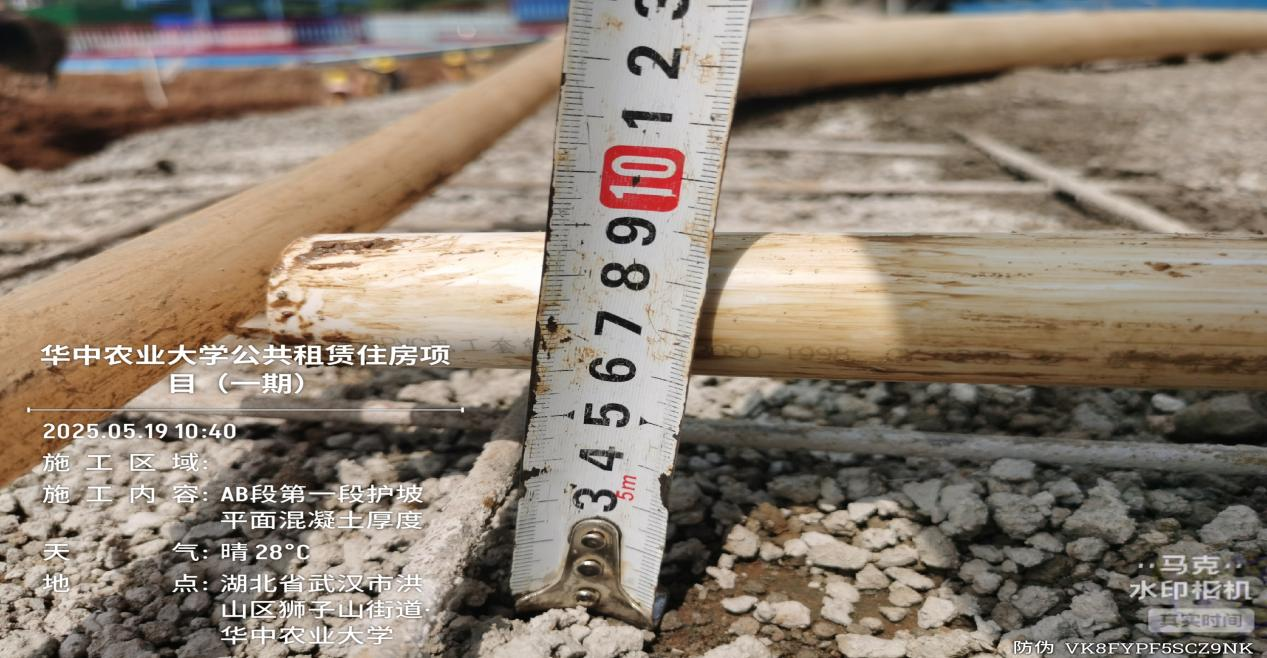 3
2
1
10
9
8
7
6
5
4
3
5m
华中农业大学公共租赁住房项
目（一期）
2025.05.19 10:40
施工区域:
施工内容: AB段第一段护坡
平面混凝土厚度
天气: 晴 28°C
地点: 湖北省武汉市洪
山区狮子山街道·
华中农业大学
马克
水印相机
真实时间
防伪 VK8FYPF5SCZ9NK